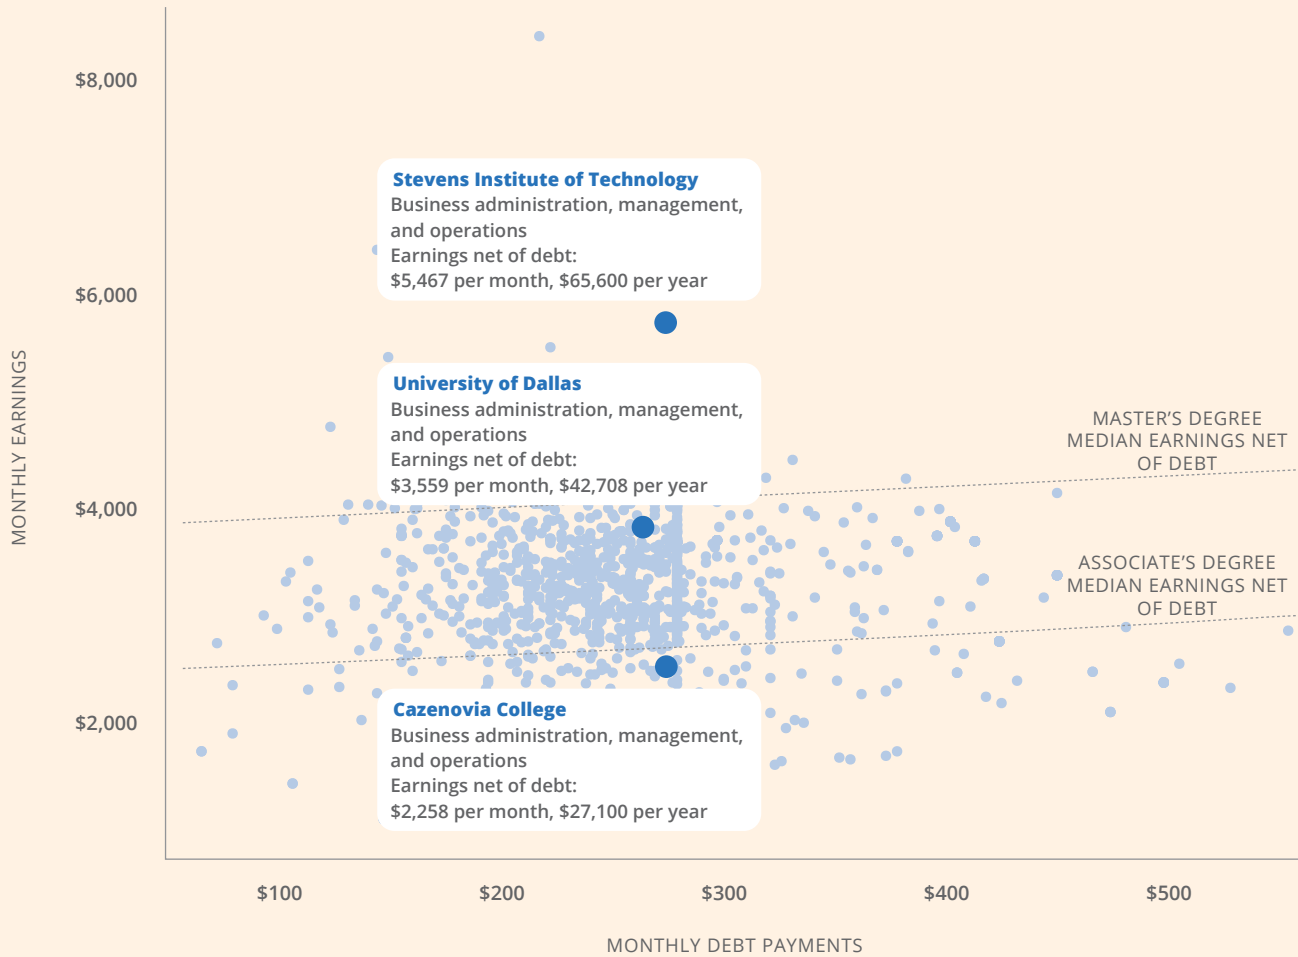 $8,000
Stevens Institute of Technology
Business administration, management,
and operations
Earnings net of debt:
$5,467 per month, $65,600 per year
$6,000
University of Dallas
Business administration, management,
and operations
Earnings net of debt:
$3,559 per month, $42,708 per year
MASTER’S DEGREE
MEDIAN EARNINGS NET
OF DEBT
MONTHLY EARNINGS
$4,000
ASSOCIATE’S DEGREE
MEDIAN EARNINGS NET
OF DEBT
$2,000
Cazenovia College
Business administration, management,
and operations
Earnings net of debt:
$2,258 per month, $27,100 per year
$100
$200
$300
$400
$500
MONTHLY DEBT PAYMENTS